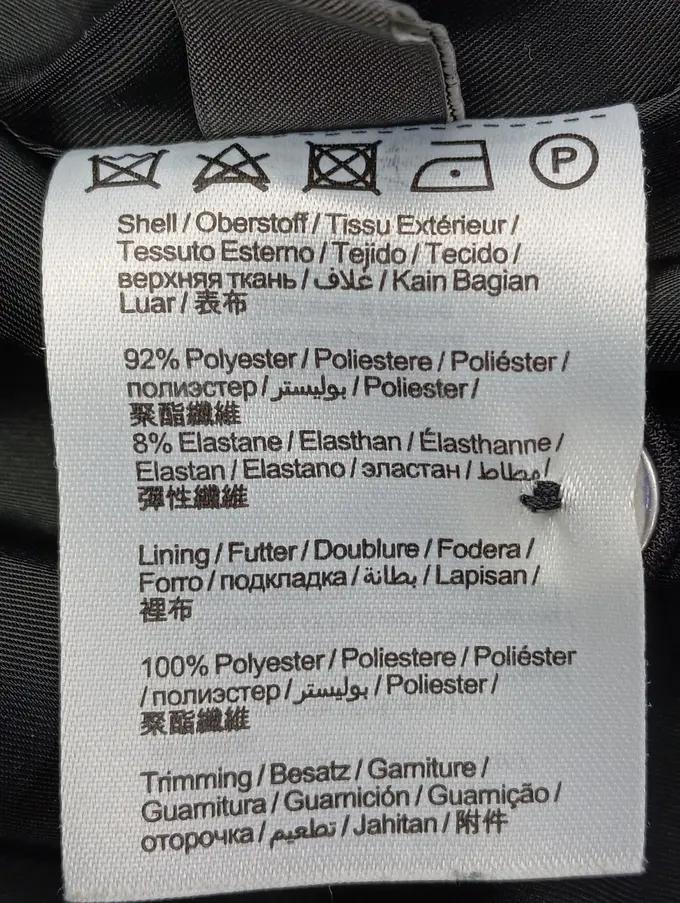 P
Shell / Oberstoff / Tissu Extérieur /
Tessuto Esterno / Tejido / Tecido /
верхняя ткань / غلاف / Kain Bagian
Luar / 表布
92% Polyester / Poliestere / Poliéster /
полиэстер / بوليستر / Poliester /
聚酯纖維
8% Elastane / Elasthan / Élasthanne /
Elastan / Elastano / эластан / مطاط /
彈性纖維
Lining / Futter / Doublure / Fodera /
Forro / подкладка / بطانة / Lapisan /
裡布
100% Polyester / Poliestere / Poliéster
/ полиэстер / بوليستر / Poliester /
聚酯纖維
Trimming / Besatz / Garniture /
Guarnitura / Guarnición / Guarnição /
оторочка / تطعيم / Jahitan / 附件